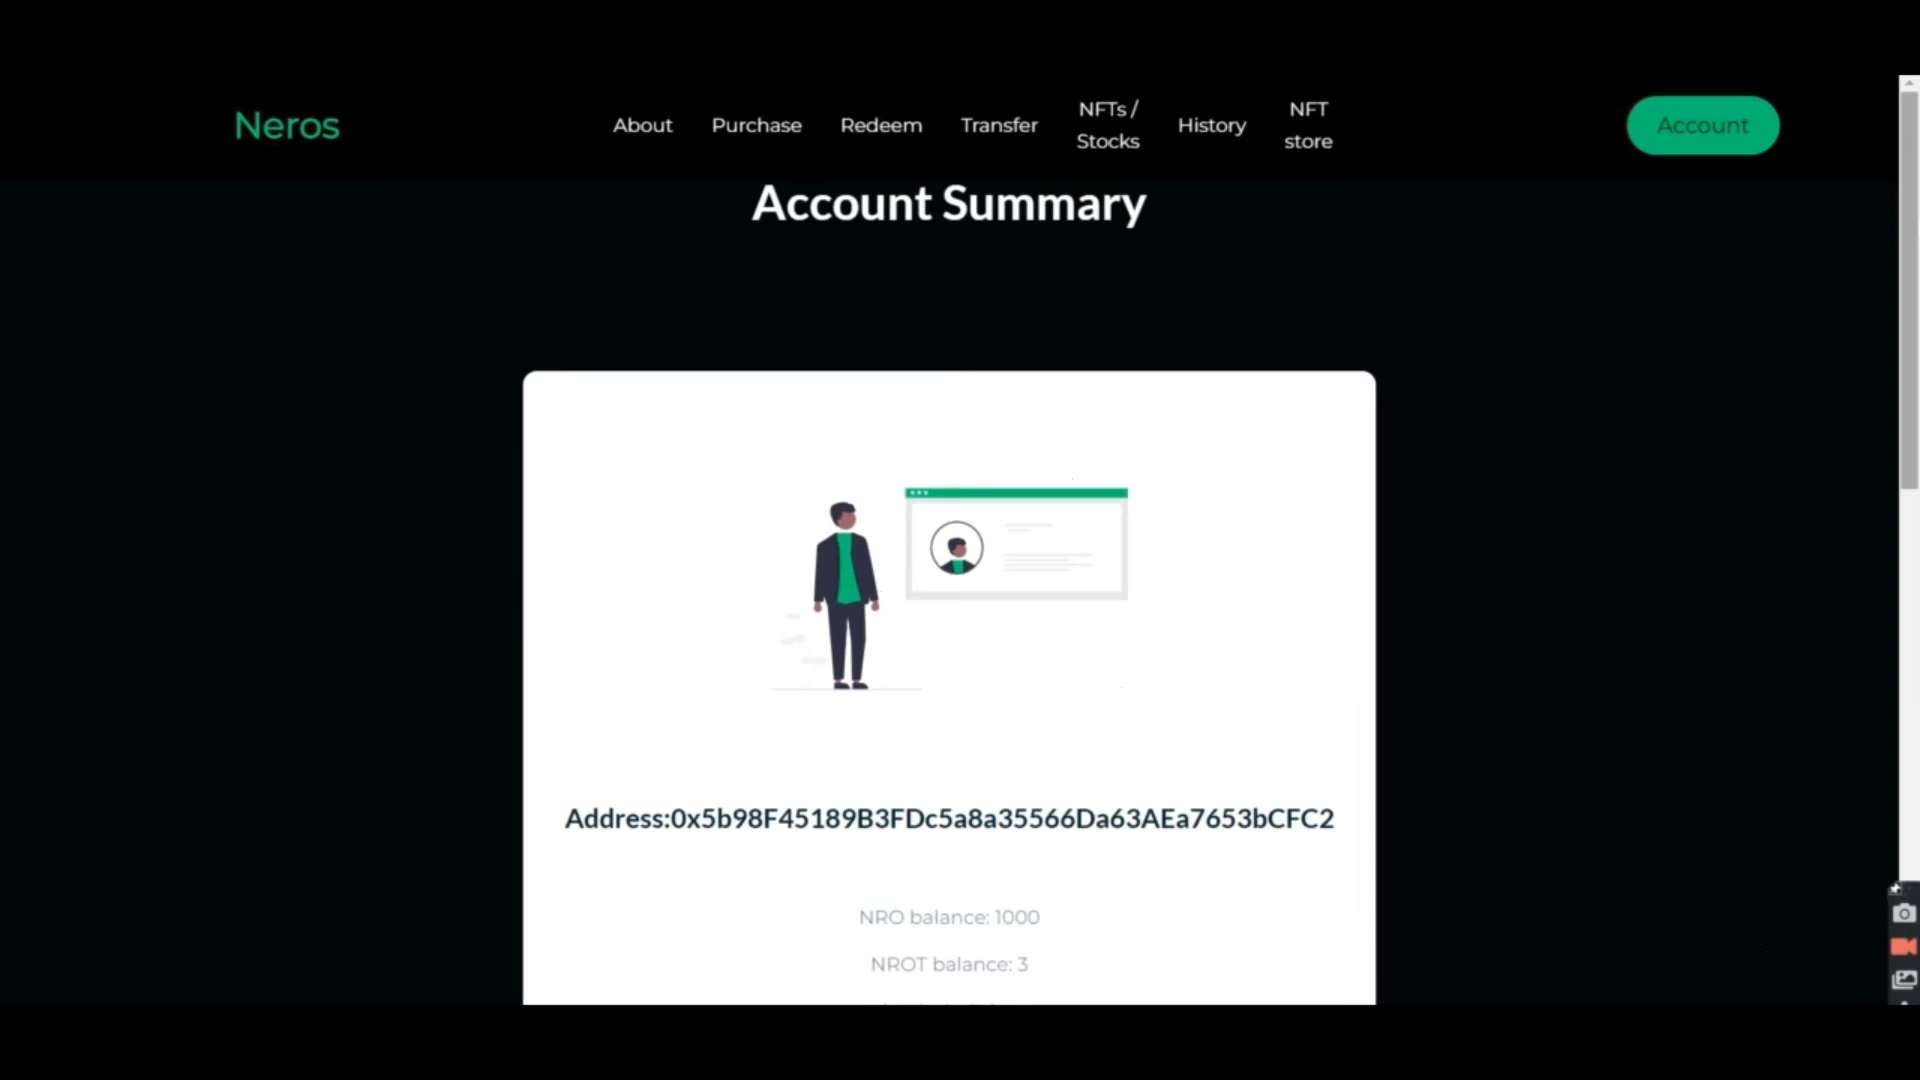 Neros
About
Purchase
Redeem
Transfer
NFTs /
Stocks
History
NFT
store
Account
Account Summary
Address:0x5b98F45189B3FDc5a8a35566Da63AEa7653bCFC2
NRO balance: 1000
NROT balance: 3